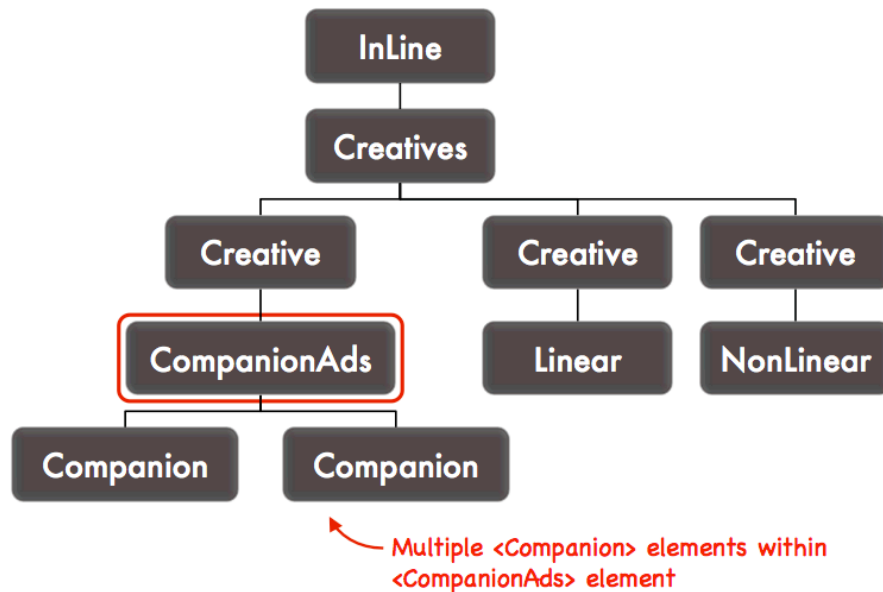 InLine
Creatives
Creative
Creative
Creative
CompanionAds
Linear
NonLinear
Companion
Companion
Multiple <Companion> elements within
<CompanionAds> element